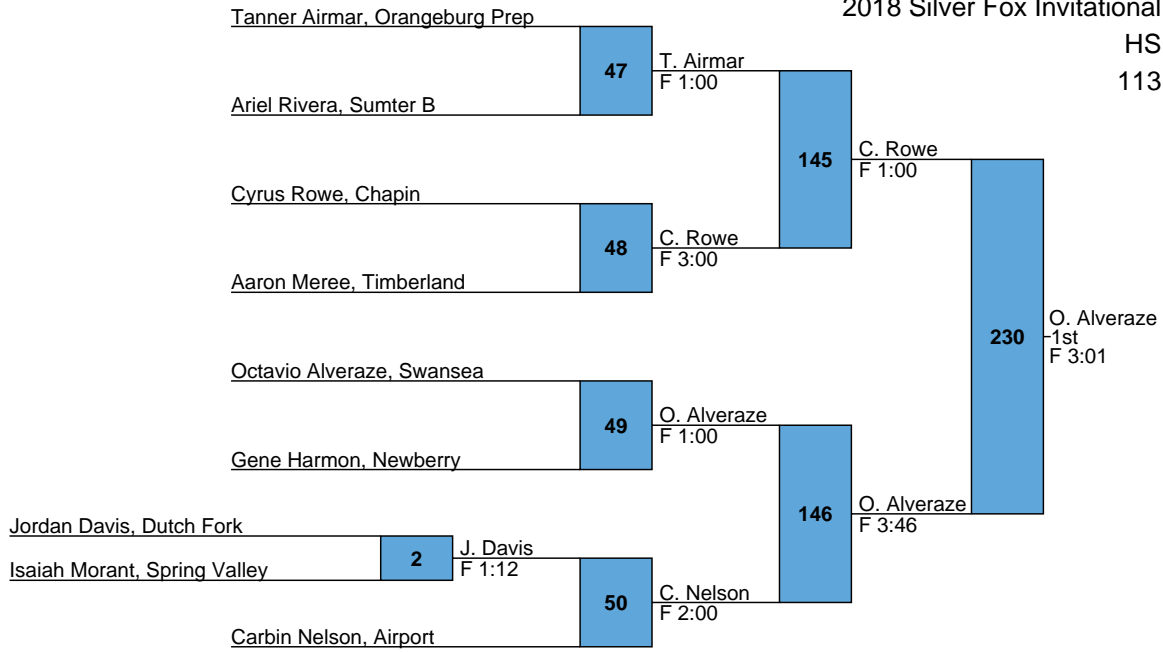 2018 Silver Fox Invitational
HS
113
Tanner Airmar, Orangeburg Prep
47
T. Airmar
F 1:00
Ariel Rivera, Sumter B
145
C. Rowe
F 1:00
Cyrus Rowe, Chapin
48
C. Rowe
F 3:00
Aaron Meree, Timberland
230
O. Alveraze
1st
F 3:01
Octavio Alveraze, Swansea
49
O. Alveraze
F 1:00
Gene Harmon, Newberry
146
O. Alveraze
F 3:46
Jordan Davis, Dutch Fork
2
J. Davis
F 1:12
Isaiah Morant, Spring Valley
50
C. Nelson
F 2:00
Carbin Nelson, Airport